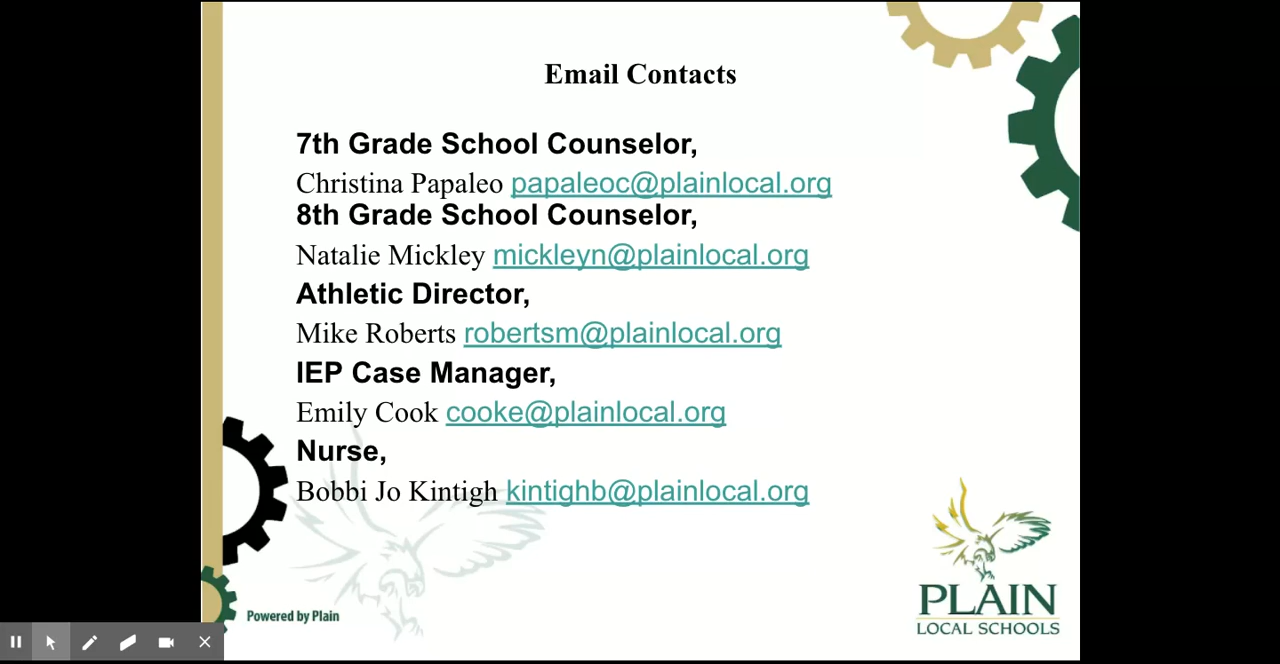 Email Contacts
7th Grade School Counselor,
Christina Papaleo papaleoc@plainlocal.org
8th Grade School Counselor,
Natalie Mickley mickleyn@plainlocal.org
Athletic Director,
Mike Roberts robertsm@plainlocal.org
IEP Case Manager,
Emily Cook cooke@plainlocal.org
Nurse,
Bobbi Jo Kintigh kintighb@plainlocal.org
Powered by Plain
PLAIN
LOCAL SCHOOLS